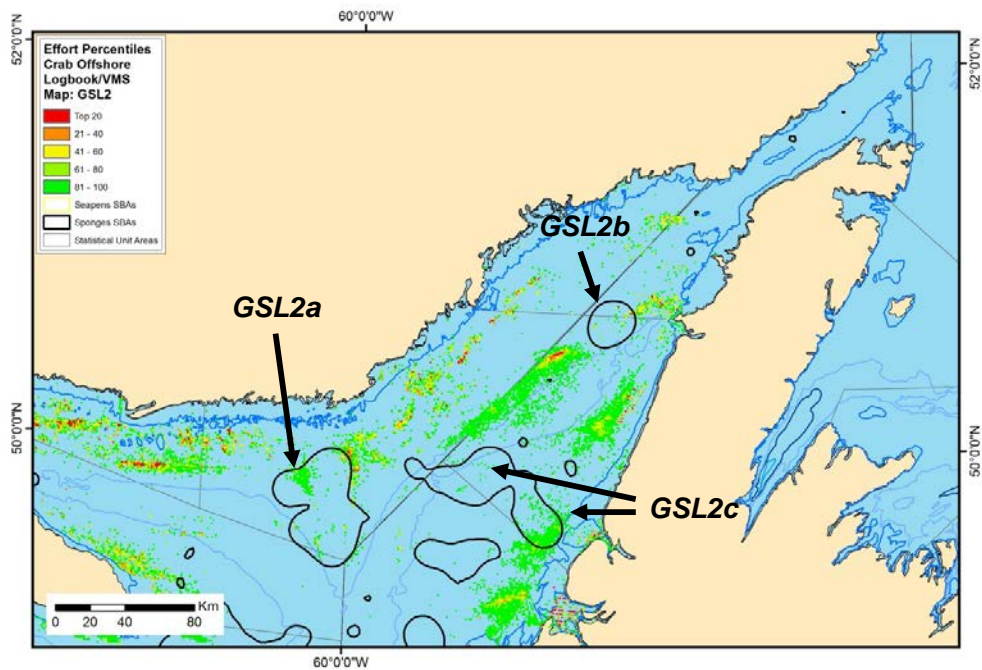 60°0'0"W
52°0'0"N
52°0'0"N
Effort Percentiles
Crab Offshore
Logbook/VMS
Map: GSL2
Top 20
21 - 40
41 - 60
61 - 80
81 - 100
Seapens SBAs
Sponges SBAs
Statistical Unit Areas
GSL2b
GSL2a
50°0'0"N
50°0'0"N
GSL2c
Km
0 20 40 80
60°0'0"W